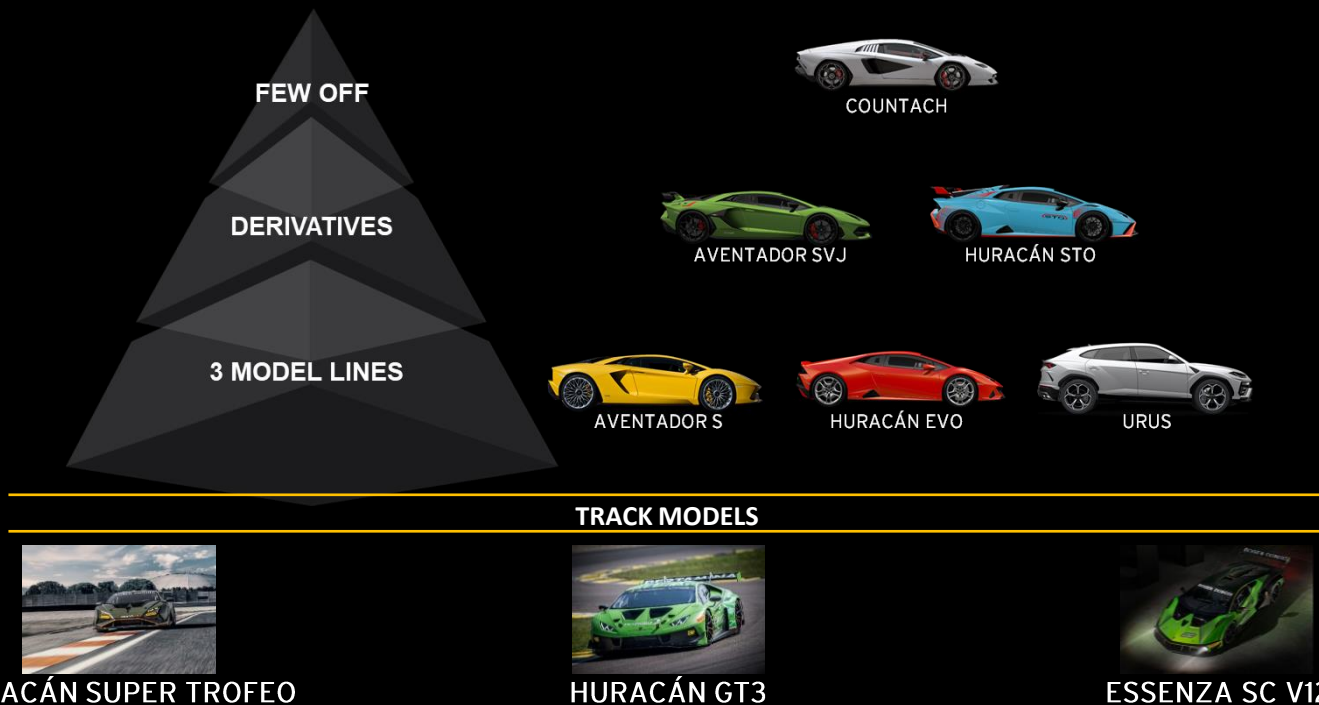 FEW OFF
COUNTACH
DERIVATIVES
AVENTADOR SVJ
HURACÁN STO
3 MODEL LINES
AVENTADOR S
HURACÁN EVO
URUS
TRACK MODELS
ACÁN SUPER TROFEO
HURACÁN GT3
ESSENZA SC V12